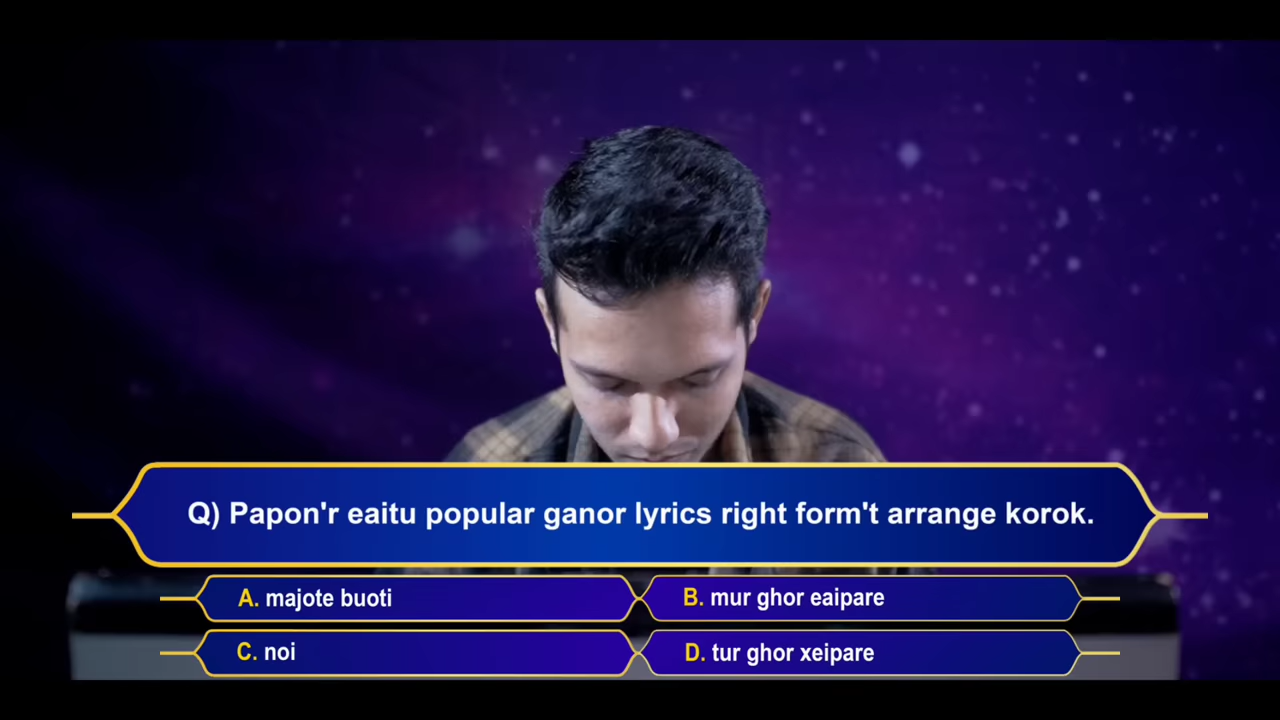 Q) Papon'r eaitu popular ganor lyrics right form't arrange korok.
A. majote buoti
B. mur ghor eaipare
C. noi
D. tur ghor xeipare